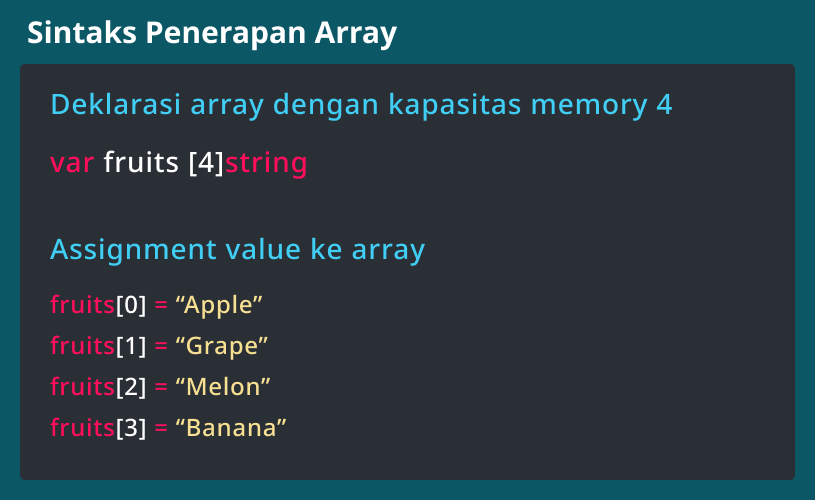 Sintaks Penerapan Array
Deklarasi array dengan kapasitas memory 4
var fruits [4]string
Assignment value ke array
fruits[0] = “Apple”
fruits[1] = “Grape”
fruits[2] = “Melon”
fruits[3] = “Banana”